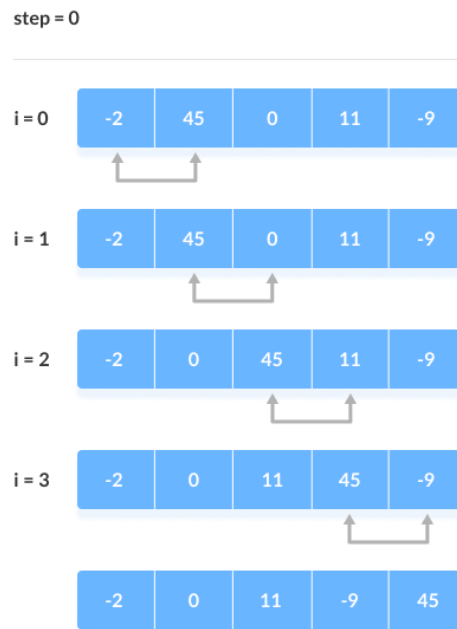 step = 0
i = 0 -2 45 0 11 -9
i = 1 -2 45 0 11 -9
i = 2 -2 0 45 11 -9
i = 3 -2 0 11 45 -9
-2 0 11 -9 45